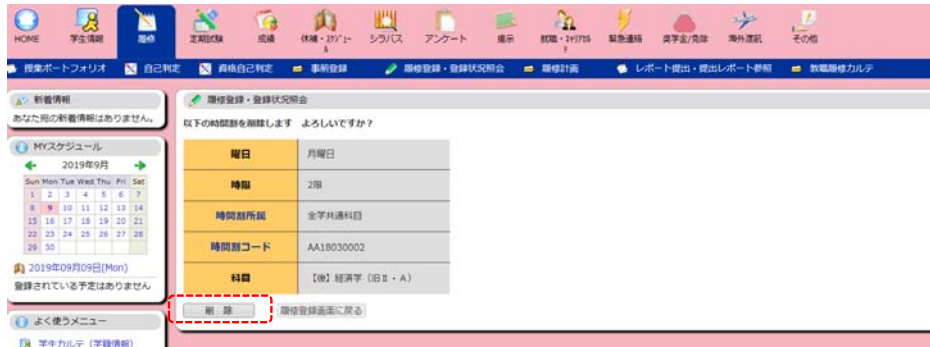 HOME 学生情報 履修 定期試験 成績 休補・ｽｹｼﾞｭｰﾙ シラバス アンケート 掲示 就職・ｷｬﾘｱｶﾙﾃ 緊急連絡 奨学金/免除 海外渡航 その他
授業ポートフォリオ 自己判定 資格自己判定 事前登録 履修登録・登録状況照会 履修計画 レポート提出・提出レポート参照 教職履修カルテ
新着情報
あなた宛の新着情報はありません。
MYスケジュール
2019年9月
Sun Mon Tue Wed Thu Fri Sat
1 2 3 4 5 6 7
8 9 10 11 12 13 14
15 16 17 18 19 20 21
22 23 24 25 26 27 28
29 30
2019年09月09日(Mon)
登録されている予定はありません
よく使うメニュー
学生カルテ（学籍情報）
履修登録・登録状況照会
以下の時間割を削除します よろしいですか？
曜日 月曜日
時限 2限
時間割所属 全学共通科目
時間割コード AA18030002
科目 【後】経済学（旧Ⅱ・A）
削 除 履修登録画面に戻る